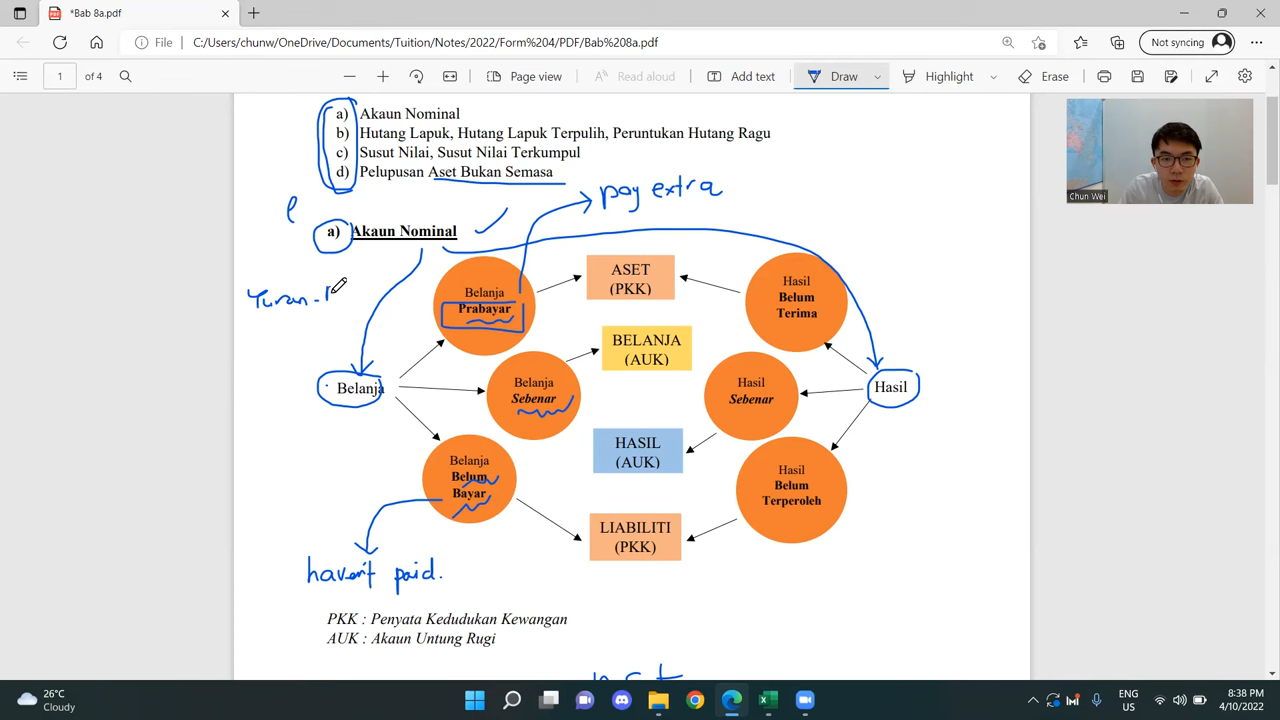 *Bab 8a.pdf
File
C:/Users/chunw/OneDrive/Documents/Tuition/Notes/2022/Form%204/PDF/Bab%208a.pdf
Not syncing
1
of 4
Page view
Read aloud
Add text
Draw
Highlight
Erase
a) Akaun Nominal
b) Hutang Lapuk, Hutang Lapuk Terpulih, Peruntukan Hutang Ragu
c) Susut Nilai, Susut Nilai Terkumpul
d) Pelupusan Aset Bukan Semasa
pay extra
a) Akaun Nominal
Chun Wei
Belanja
Prabayar
ASET
(PKK)
Hasil
Belum
Terima
Yuran -
BELANJA
(AUK)
Belanja
Belanja
Sebenar
Hasil
Sebenar
Hasil
HASIL
(AUK)
Belanja
Belum
Bayar
Hasil
Belum
Terperoleh
LIABILITI
(PKK)
haven't paid.
PKK : Penyata Kedudukan Kewangan
AUK : Akaun Untung Rugi
26°C
Cloudy
ENG
US
8:38 PM
4/10/2022